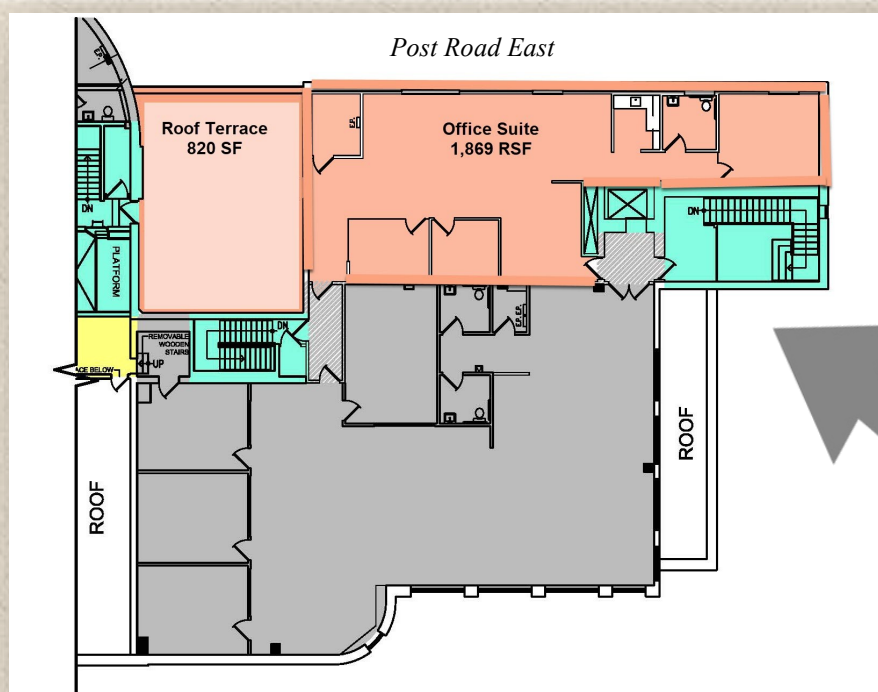 Post Road East
E.P.
Roof Terrace
820 SF
E.P.
Office Suite
1,869 RSF
DN
DN
PLATFORM
DN
E.P. E.P.
REMOVABLE
WOODEN
STAIRS
UP
ACE BELOW
ROOF
ROOF